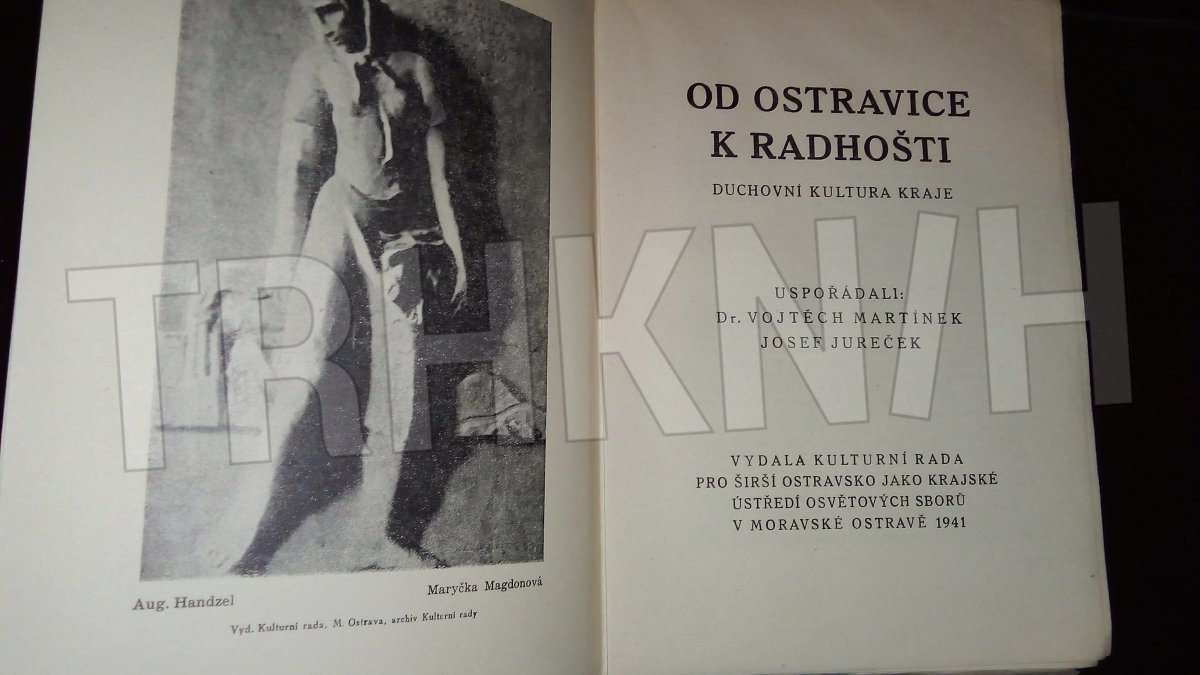 Aug. Handzel
Maryčka Magdonová
Vyd. Kulturní rada, M. Ostrava, archiv Kulturní rady
OD OSTRAVICE
K RADHOŠTI
DUCHOVNÍ KULTURA KRAJE
USPOŘÁDALI:
Dr. VOJTĚCH MARTÍNEK
JOSEF JUREČEK
VYDALA KULTURNÍ RADA
PRO ŠIRŠÍ OSTRAVSKO JAKO KRAJSKÉ
ÚSTŘEDÍ OSVĚTOVÝCH SBORŮ
V MORAVSKÉ OSTRAVĚ 1941
TRHKN/H